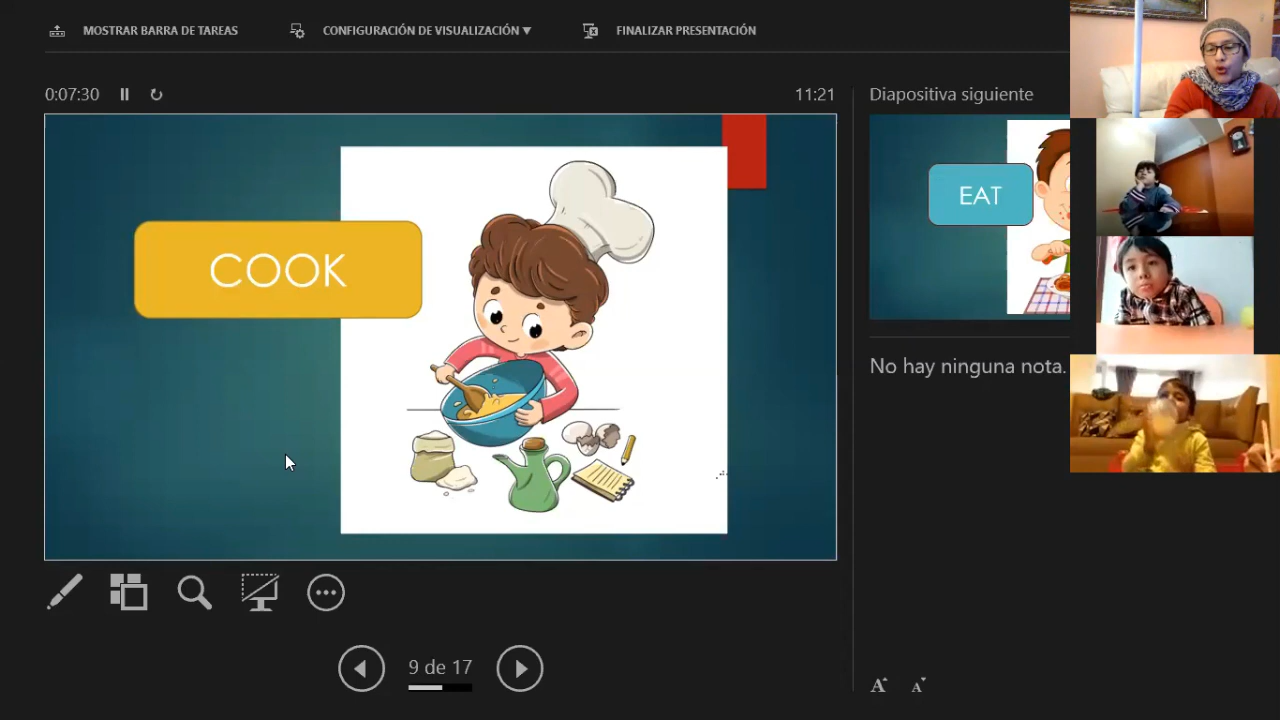 MOSTRAR BARRA DE TAREAS
CONFIGURACIÓN DE VISUALIZACIÓN ▼
FINALIZAR PRESENTACIÓN
0:07:30
11:21
Diapositiva siguiente
COOK
EAT
No hay ninguna nota.
9 de 17
A A